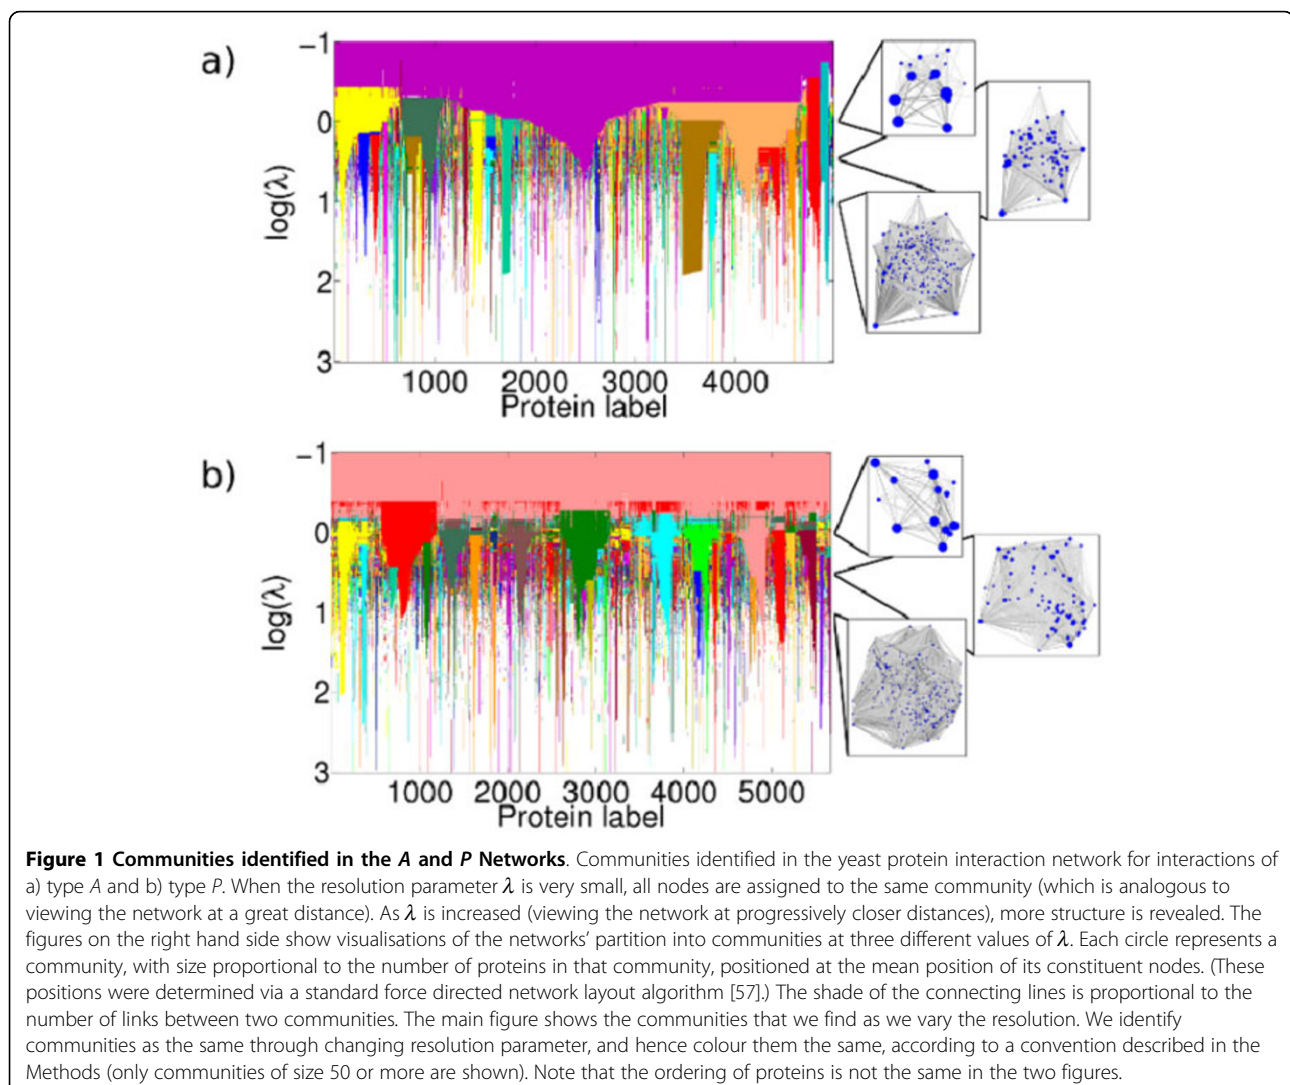 a)
−1
0
1
2
3
log(λ)
1000 2000 3000 4000
Protein label
b)
−1
0
1
2
3
log(λ)
1000 2000 3000 4000 5000
Protein label
Figure 1 Communities identified in the A and P Networks. Communities identified in the yeast protein interaction network for interactions of
a) type A and b) type P. When the resolution parameter λ is very small, all nodes are assigned to the same community (which is analogous to
viewing the network at a great distance). As λ is increased (viewing the network at progressively closer distances), more structure is revealed. The
figures on the right hand side show visualisations of the networks' partition into communities at three different values of λ. Each circle represents a
community, with size proportional to the number of proteins in that community, positioned at the mean position of its constituent nodes. (These
positions were determined via a standard force directed network layout algorithm [57].) The shade of the connecting lines is proportional to the
number of links between two communities. The main figure shows the communities that we find as we vary the resolution. We identify
communities as the same through changing resolution parameter, and hence colour them the same, according to a convention described in the
Methods (only communities of size 50 or more are shown). Note that the ordering of proteins is not the same in the two figures.